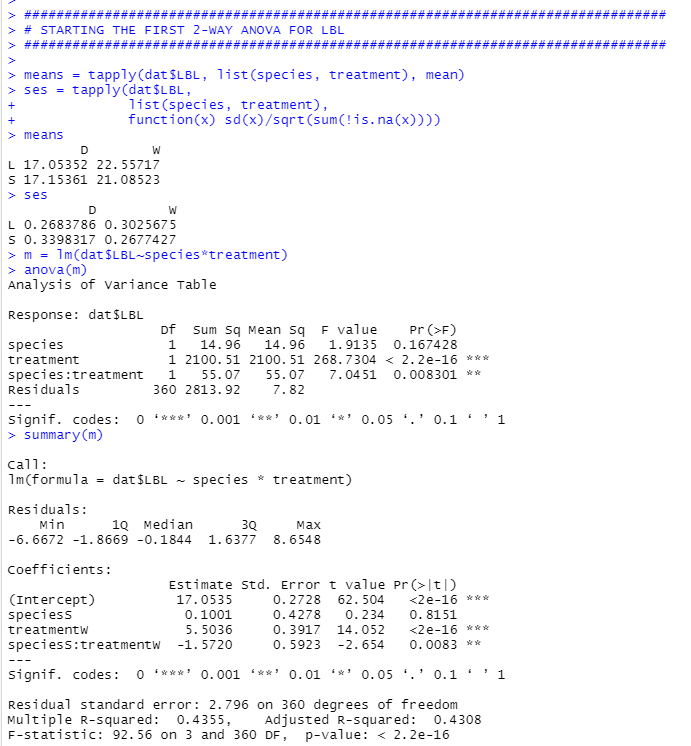 >
> ################################################################################
> # STARTING THE FIRST 2-WAY ANOVA FOR LBL
> ################################################################################
>
> means = tapply(dat$LBL, list(species, treatment), mean)
> ses = tapply(dat$LBL,
+              list(species, treatment),
+              function(x) sd(x)/sqrt(sum(!is.na(x))))
> means
         D        W
L 17.05352 22.55717
S 17.15361 21.08523
> ses
          D         W
L 0.2683786 0.3025675
S 0.3398317 0.2677427
> m = lm(dat$LBL~species*treatment)
> anova(m)
Analysis of Variance Table

Response: dat$LBL
                   Df  Sum Sq Mean Sq  F value    Pr(>F)
species             1   14.96   14.96   1.9135  0.167428
treatment           1 2100.51 2100.51 268.7304 < 2.2e-16 ***
species:treatment   1   55.07   55.07   7.0451  0.008301 **
Residuals         360 2813.92    7.82
---
Signif. codes:  0 ‘***’ 0.001 ‘**’ 0.01 ‘*’ 0.05 ‘.’ 0.1 ‘ ’ 1
> summary(m)

Call:
lm(formula = dat$LBL ~ species * treatment)

Residuals:
    Min      1Q  Median      3Q     Max
-6.6672 -1.8669 -0.1844  1.6377  8.6548

Coefficients:
                    Estimate Std. Error t value Pr(>|t|)
(Intercept)          17.0535     0.2728  62.504   <2e-16 ***
speciesS              0.1001     0.4278   0.234   0.8151
treatmentW            5.5036     0.3917  14.052   <2e-16 ***
speciesS:treatmentW  -1.5720     0.5923  -2.654   0.0083 **
---
Signif. codes:  0 ‘***’ 0.001 ‘**’ 0.01 ‘*’ 0.05 ‘.’ 0.1 ‘ ’ 1

Residual standard error: 2.796 on 360 degrees of freedom
Multiple R-squared:  0.4355,    Adjusted R-squared:  0.4308
F-statistic: 92.56 on 3 and 360 DF,  p-value: < 2.2e-16